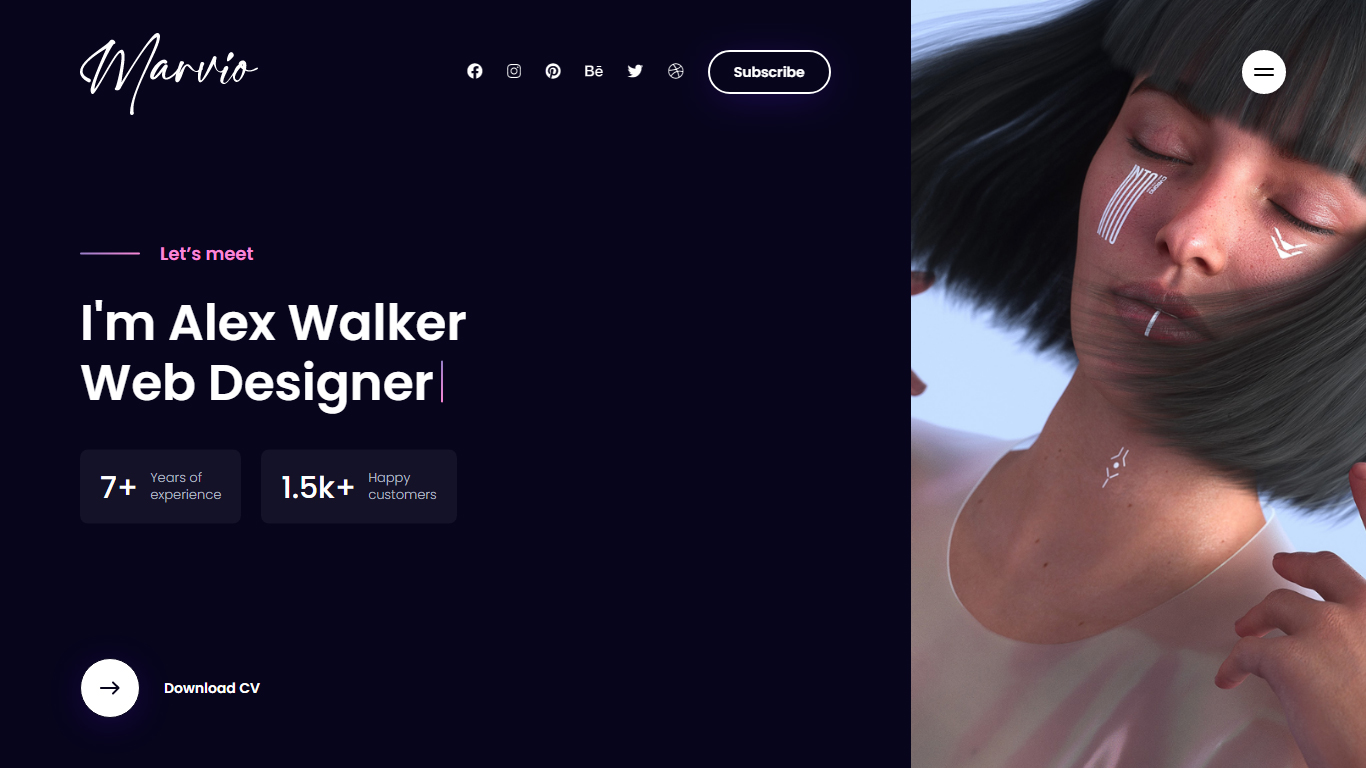 Marvio
Bē
Subscribe
INTO
Let’s meet
I'm Alex Walker
Web Designer
7+ Years of
experience
1.5k+ Happy
customers
Download CV